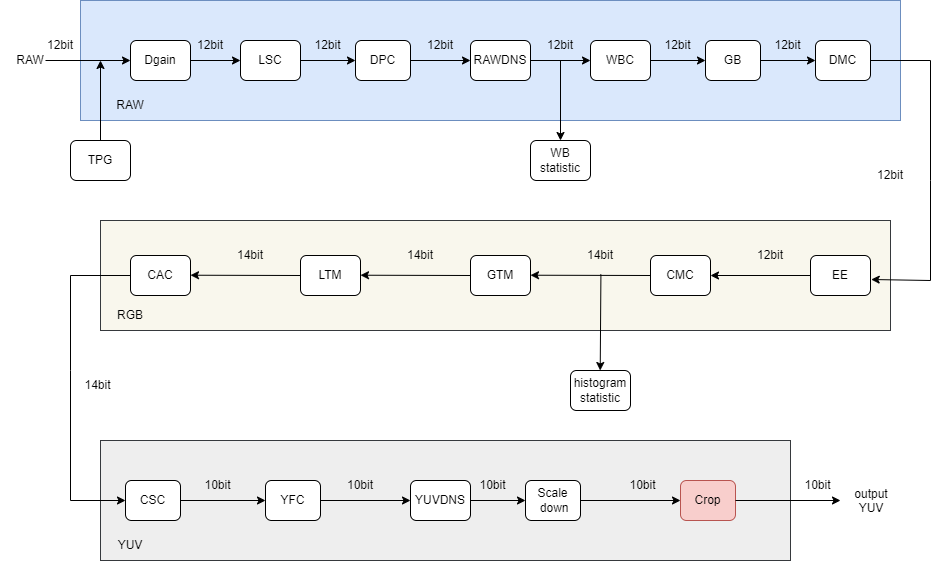 12bit
12bit
12bit
12bit
12bit
12bit
12bit
RAW
Dgain
LSC
DPC
RAWDNS
WBC
GB
DMC
RAW
TPG
WB
statistic
12bit
14bit
14bit
14bit
12bit
CAC
LTM
GTM
CMC
EE
RGB
histogram
statistic
14bit
10bit
10bit
10bit
10bit
10bit
CSC
YFC
YUVDNS
Scale
down
Crop
output
YUV
YUV